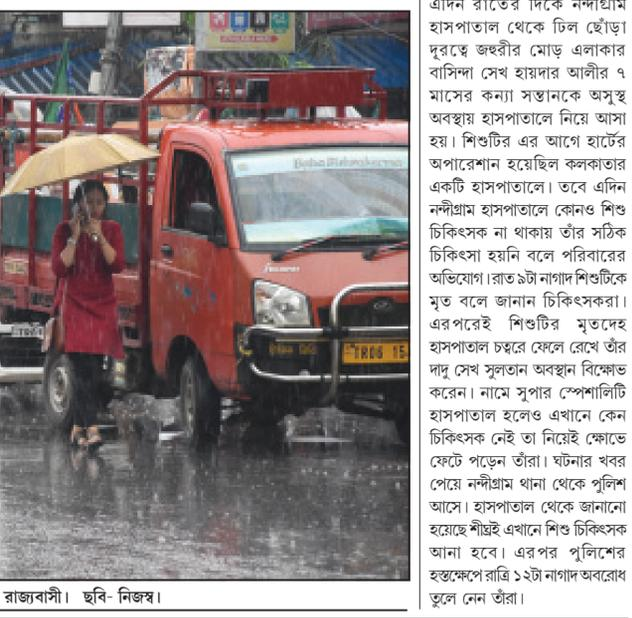 এদিন রাতের দিকে নন্দীগ্রাম
হাসপাতাল থেকে ঢিল ছোঁড়া
দূরত্বে জহুরীর মোড় এলাকার
বাসিন্দা সেখ হায়দার আলীর ৭
মাসের কন্যা সন্তানকে অসুস্থ
অবস্থায় হাসপাতালে নিয়ে আসা
হয়। শিশুটির এর আগে হার্টের
অপারেশান হয়েছিল কলকাতার
একটি হাসপাতালে। তবে এদিন
নন্দীগ্রাম হাসপাতালে কোনও শিশু
চিকিৎসক না থাকায় তাঁর সঠিক
চিকিৎসা হয়নি বলে পরিবারের
অভিযোগ। রাত ৯টা নাগাদ শিশুটিকে
মৃত বলে জানান চিকিৎসকরা।
এরপরেই শিশুটির মৃতদেহ
হাসপাতাল চত্বরে ফেলে রেখে তাঁর
দাদু সেখ সুলতান অবস্থান বিক্ষোভ
করেন। নামে সুপার স্পেশালিটি
হাসপাতাল হলেও এখানে কেন
চিকিৎসক নেই তা নিয়েই ক্ষোভে
ফেটে পড়েন তাঁরা। ঘটনার খবর
পেয়ে নন্দীগ্রাম থানা থেকে পুলিশ
আসে। হাসপাতাল থেকে জানানো
হয়েছে শীঘ্রই এখানে শিশু চিকিৎসক
আনা হবে। এরপর পুলিশের
হস্তক্ষেপে রাত্রি ১২টা নাগাদ অবরোধ
তুলে নেন তাঁরা।
TR06 15
রাজ্যবাসী। ছবি- নিজস্ব।